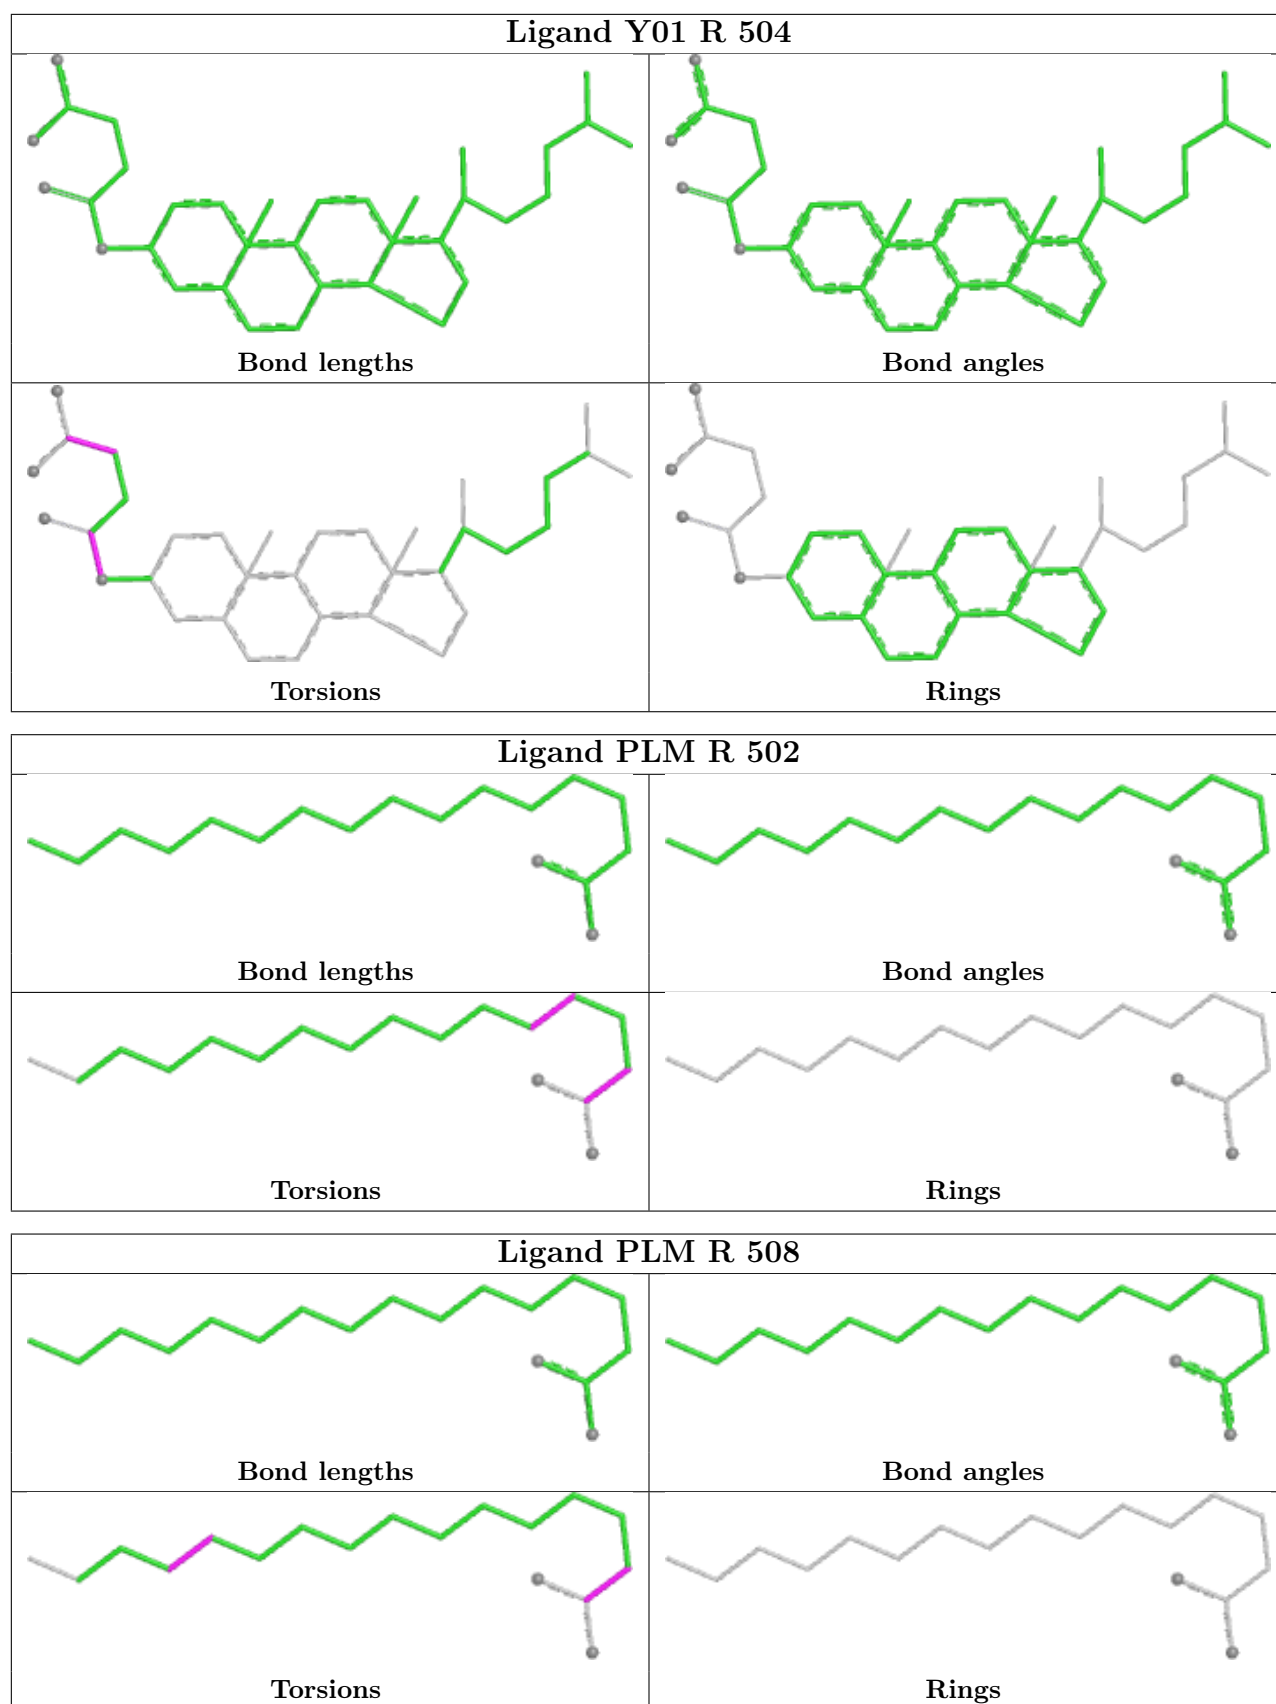 Ligand Y01 R 504
Bond lengths
Bond angles
Torsions
Rings
Ligand PLM R 502
Bond lengths
Bond angles
Torsions
Rings
Ligand PLM R 508
Bond lengths
Bond angles
Torsions
Rings